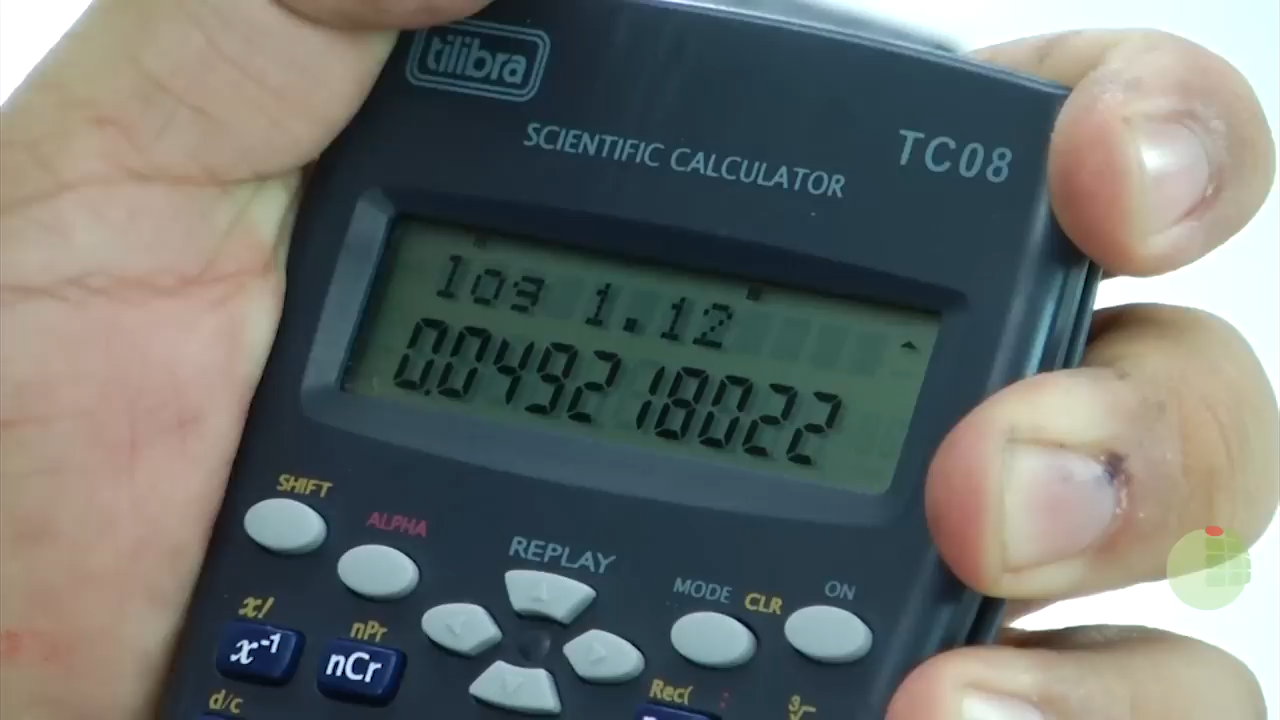 tilibra
SCIENTIFIC CALCULATOR
TC08
log 1.12
0.049218022
SHIFT
ALPHA
REPLAY
MODE CLR
ON
x!
x⁻¹
nPr
nCr
d/c
Rec( :
³√